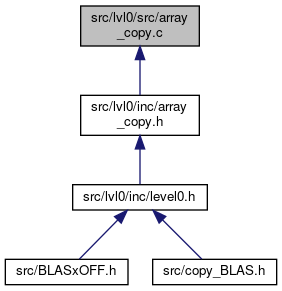 src/lvl0/src/array
_copy.c
src/lvl0/inc/array
_copy.h
src/lvl0/inc/level0.h
src/BLASxOFF.h
src/copy_BLAS.h